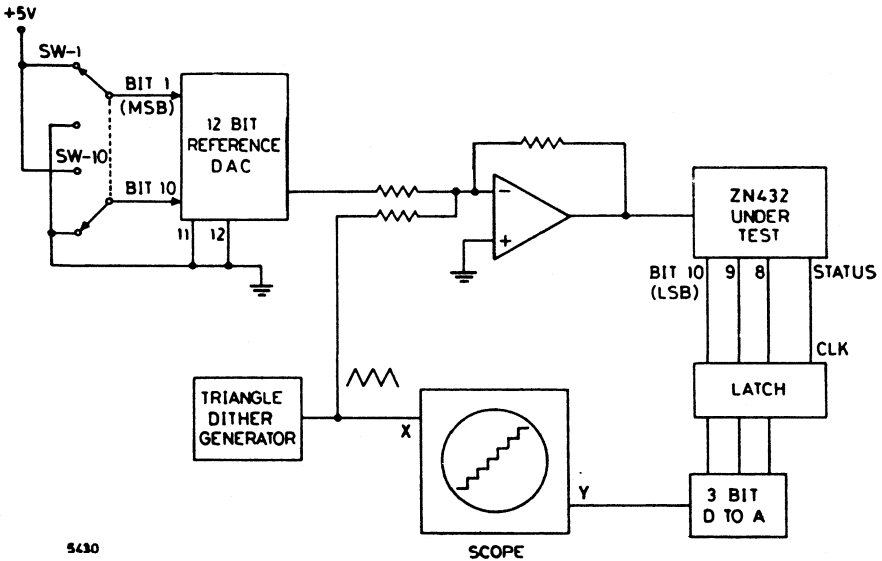 +5V
SW-1
BIT 1
(MSB)
12 BIT
REFERENCE
DAC
SW-10
BIT 10
11
12
-
+
ZN432
UNDER
TEST
BIT 10
(LSB)
9
8
STATUS
CLK
LATCH
TRIANGLE
DITHER
GENERATOR
X
Y
3 BIT
D TO A
SCOPE
5430